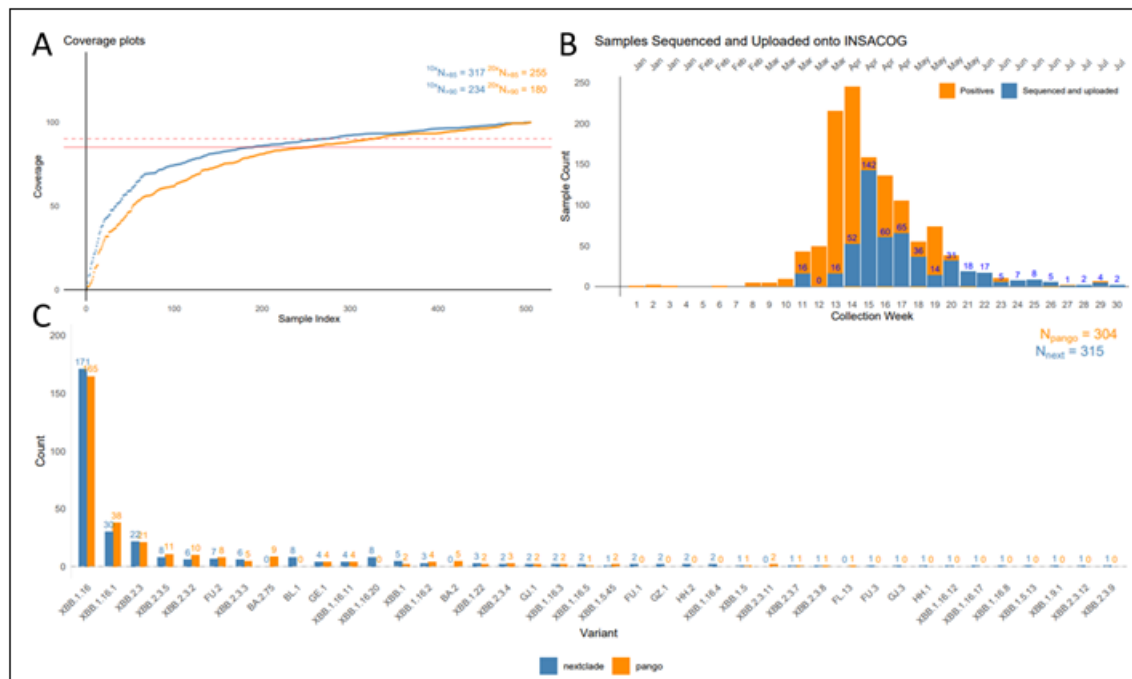 A
Coverage plots
10xN>85 = 317 20xN>85 = 255
10xN>90 = 234 20xN>90 = 180
100
50
0
Coverage
0 100 200 300 400 500
Sample Index
B
Samples Sequenced and Uploaded onto INSACOG
Jan Jan Jan Jan Feb Feb Feb Feb Mar Mar Mar Mar Apr Apr Apr Apr May May May May Jun Jun Jun Jun Jun Jul Jul Jul Jul
Positives Sequenced and uploaded
250
200
150
100
50
0
Sample Count
16 0 16 52 142 60 65 36 14 31 18 17 5 7 8 5 1 2 4 2
1 2 3 4 5 6 7 8 9 10 11 12 13 14 15 16 17 18 19 20 21 22 23 24 25 26 27 28 29 30
Collection Week
C
Npango = 304
Nnext = 315
200
150
100
50
0
Count
171 165 30 38 22 21 8 11 6 10 7 8 6 5 0 9 8 0 4 4 4 4 8 0 5 2 3 4 0 5 3 2 2 3 2 2 2 2 2 1 1 2 2 0 2 0 2 0 2 0 1 1 0 2 1 1 1 1 0 1 1 0 1 0 1 0 1 0 1 0 1 0 1 0 1 0 1 0 1 0
XBB.1.16 XBB.1.16.1 XBB.2.3 XBB.2.3.5 XBB.2.3.2 FU.2 XBB.2.3.3 BA.2.75 BL.1 GE.1 XBB.1.16.11 XBB.1.16.20 XBB.1 XBB.1.16.2 BA.2 XBB.1.22 XBB.2.3.4 GJ.1 XBB.1.16.3 XBB.1.16.5 XBB.1.5.45 FU.1 GZ.1 HH.2 XBB.1.16.4 XBB.1.5 XBB.2.3.11 XBB.2.3.7 XBB.2.3.8 FL.13 FU.3 GJ.3 HH.1 XBB.1.16.12 XBB.1.16.17 XBB.1.16.8 XBB.1.5.13 XBB.1.9.1 XBB.2.3.12 XBB.2.3.9
Variant
nextclade pango